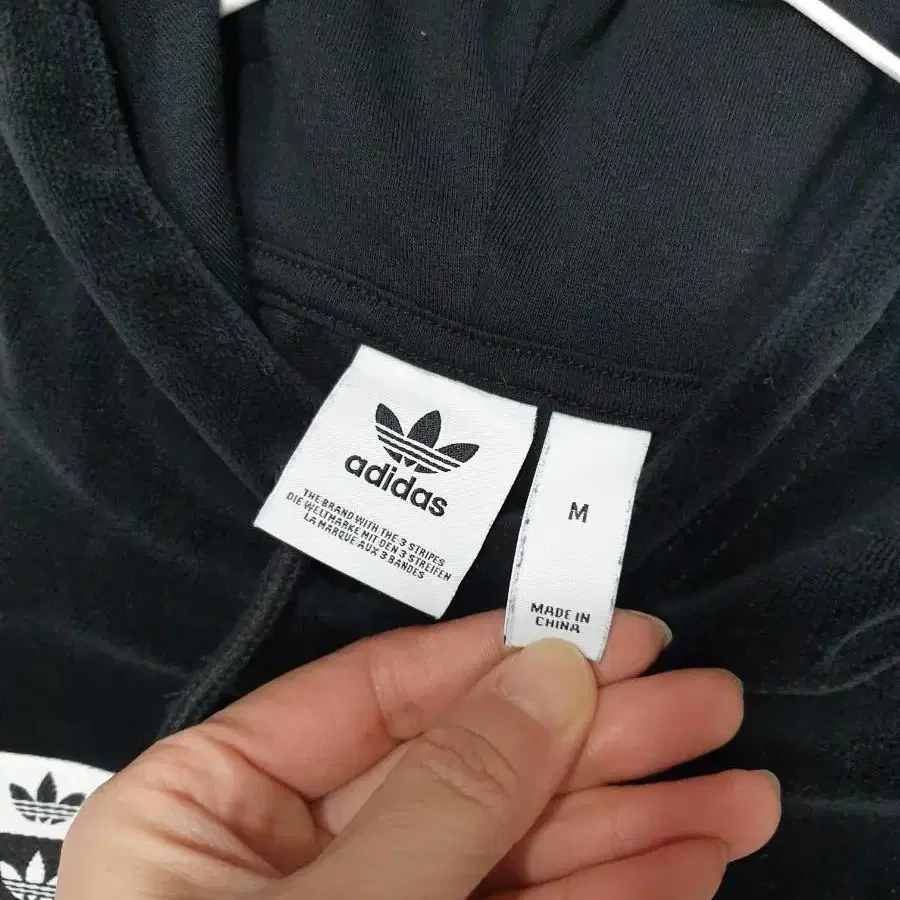 adidas
THE BRAND WITH THE 3 STRIPES
DIE WELTMARKE MIT DEN 3 STREIFEN
LA MARQUE AUX 3 BANDES
M
MADE IN
CHINA